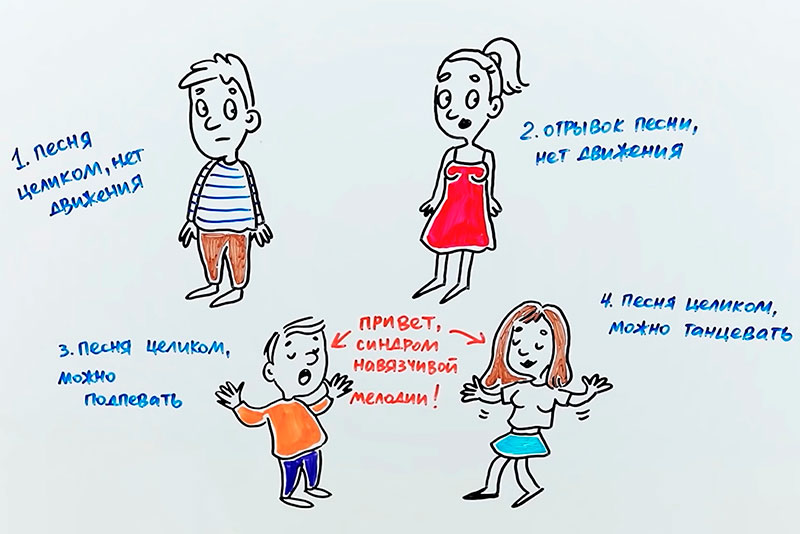 1. песня
целиком, нет
движения
2. отрывок песни,
нет движения
3. песня целиком,
можно
подпевать
привет,
синдром
навязчивой
мелодии!
4. песня целиком,
можно танцевать